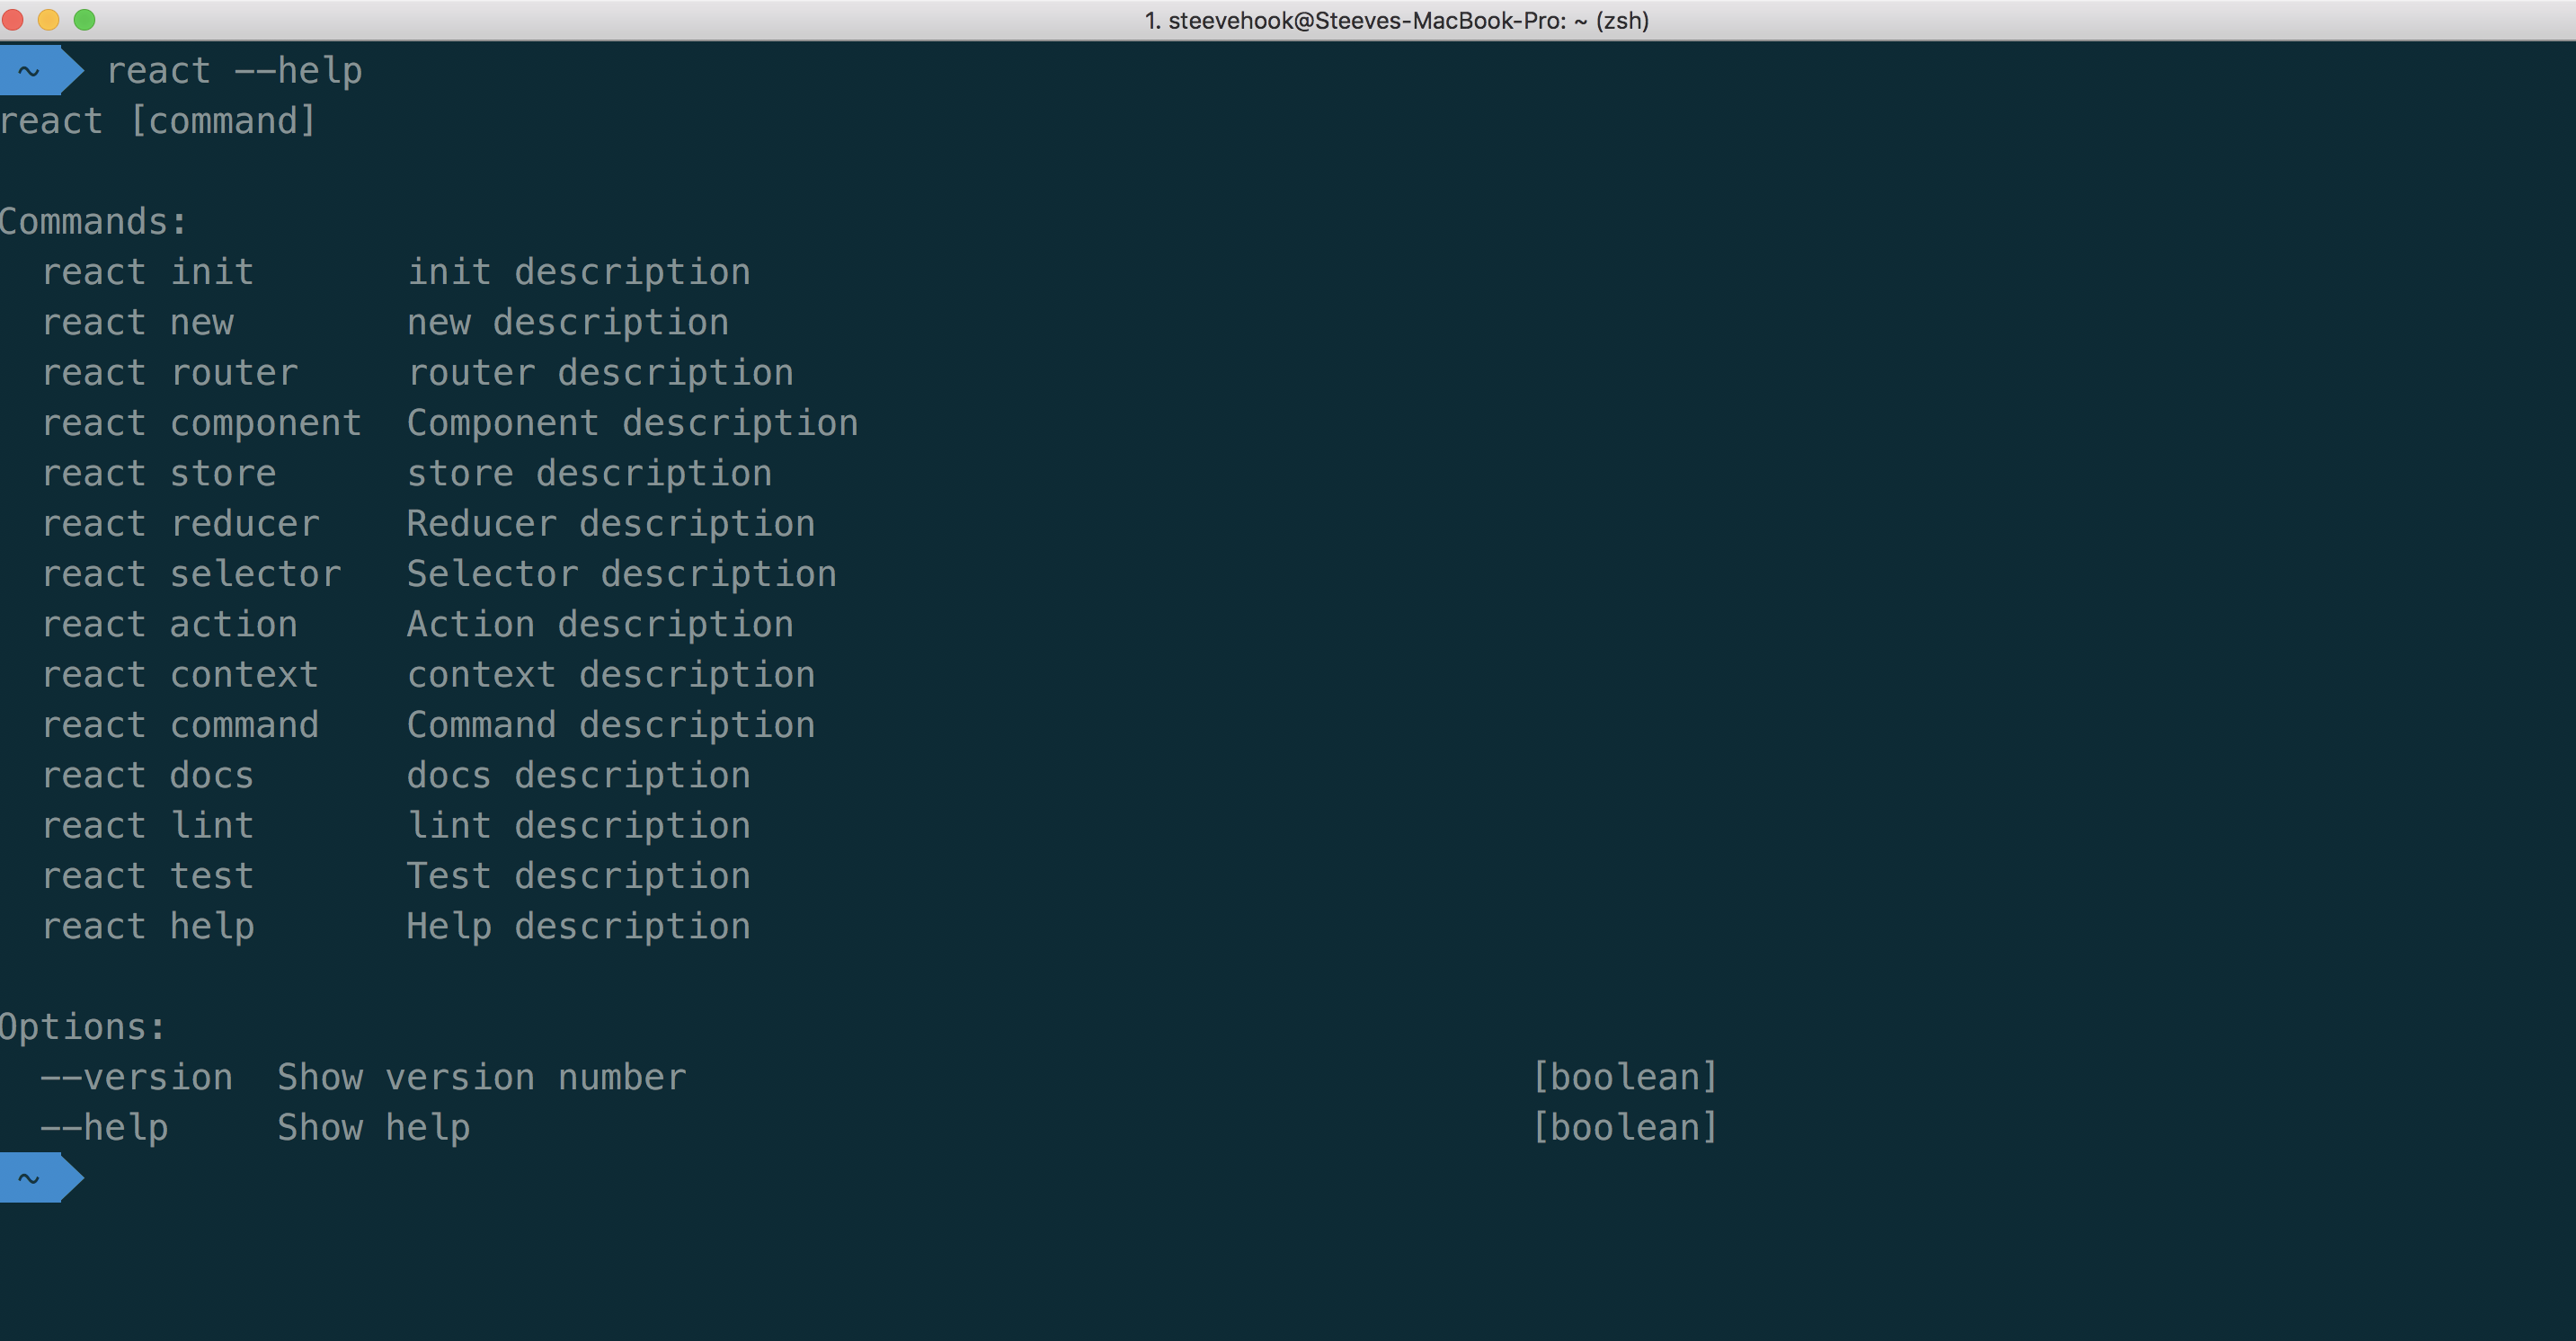 1. steevehook@Steeves-MacBook-Pro: ~ (zsh)
~ react --help
react [command]
Commands:
react init init description
react new new description
react router router description
react component Component description
react store store description
react reducer Reducer description
react selector Selector description
react action Action description
react context context description
react command Command description
react docs docs description
react lint lint description
react test Test description
react help Help description
Options:
--version Show version number [boolean]
--help Show help [boolean]
~